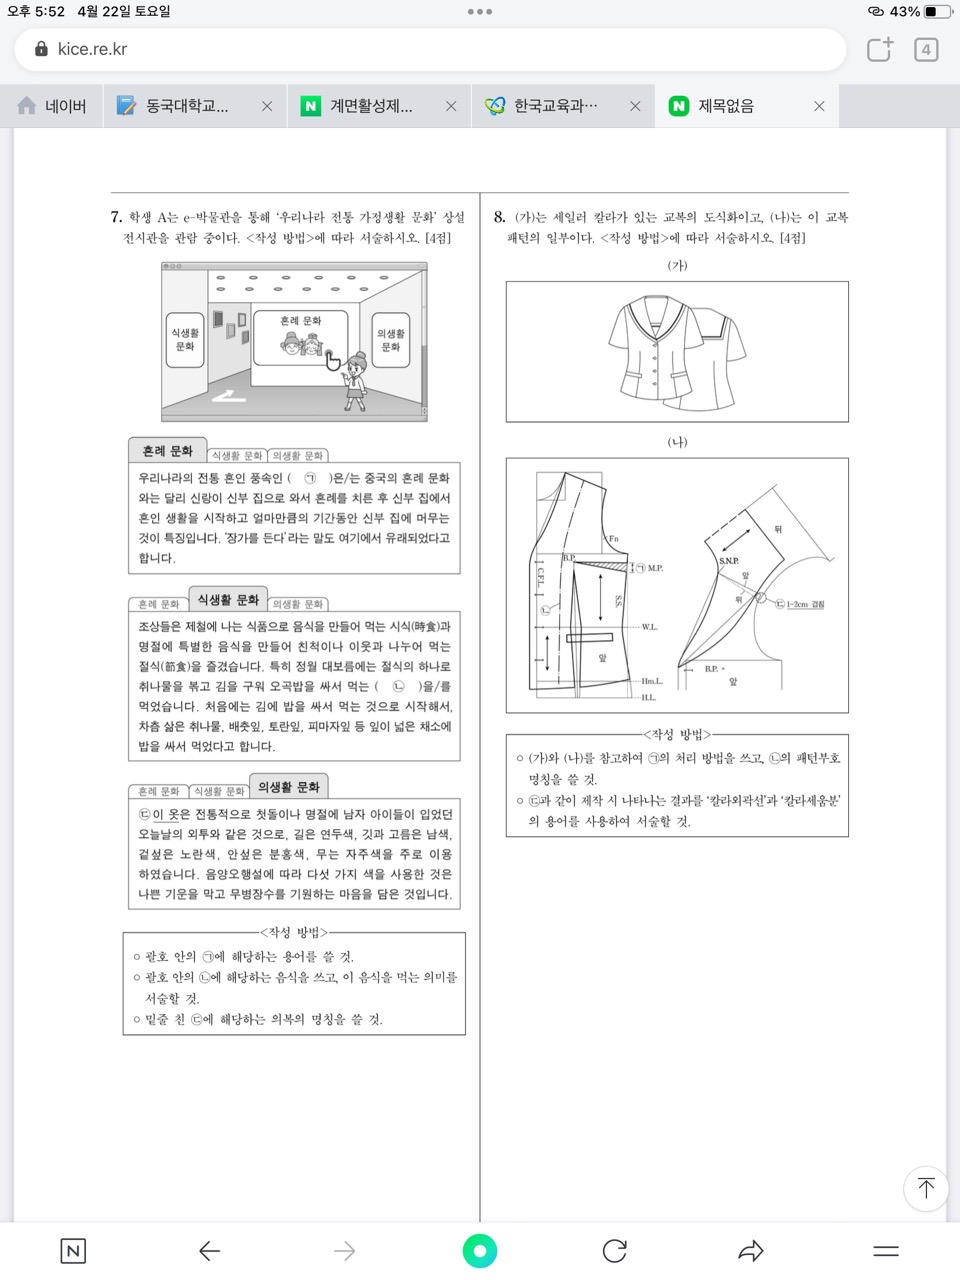 오후 5:52 4월 22일 토요일
43%
kice.re.kr
4
네이버
동국대학교...
계면활성제...
한국교육과...
제목없음
7. 학생 A는 e-박물관을 통해 '우리나라 전통 가정생활 문화' 상설
전시관을 관람 중이다. <작성 방법>에 따라 서술하시오. [4점]
식생활
문화
혼례 문화
의생활
문화
혼례 문화
식생활 문화
의생활 문화
우리나라의 전통 혼인 풍속인 ( ㉠ )은/는 중국의 혼례 문화
와는 달리 신랑이 신부 집으로 와서 혼례를 치른 후 신부 집에서
혼인 생활을 시작하고 얼마만큼의 기간동안 신부 집에 머무는
것이 특징입니다. '장가를 든다'라는 말도 여기에서 유래되었다고
합니다.
혼례 문화
식생활 문화
의생활 문화
조상들은 제철에 나는 식품으로 음식을 만들어 먹는 시식(時食)과
명절에 특별한 음식을 만들어 친척이나 이웃과 나누어 먹는
절식(節食)을 즐겼습니다. 특히 정월 대보름에는 절식의 하나로
취나물을 볶고 김을 구워 오곡밥을 싸서 먹는 ( ㉡ )을/를
먹었습니다. 처음에는 김에 밥을 싸서 먹는 것으로 시작해서,
차츰 삶은 취나물, 배춧잎, 토란잎, 피마자잎 등 잎이 넓은 채소에
밥을 싸서 먹었다고 합니다.
혼례 문화
식생활 문화
의생활 문화
㉢이 옷은 전통적으로 첫돌이나 명절에 남자 아이들이 입었던
오늘날의 외투와 같은 것으로, 길은 연두색, 깃과 고름은 남색,
겉섶은 노란색, 안섶은 분홍색, 무는 자주색을 주로 이용
하였습니다. 음양오행설에 따라 다섯 가지 색을 사용한 것은
나쁜 기운을 막고 무병장수를 기원하는 마음을 담은 것입니다.
<작성 방법>
○ 괄호 안의 ㉠에 해당하는 용어를 쓸 것.
○ 괄호 안의 ㉡에 해당하는 음식을 쓰고, 이 음식을 먹는 의미를
서술할 것.
○ 밑줄 친 ㉢에 해당하는 의복의 명칭을 쓸 것.
8. (가)는 세일러 칼라가 있는 교복의 도식화이고, (나)는 이 교복
패턴의 일부이다. <작성 방법>에 따라 서술하시오. [4점]
(가)
(나)
Fn
B.P.
㉠ M.P.
C.F.L.
S.S.
㉡
W.L.
앞
Hm.L.
H.L.
뒤
S.N.P.
앞
뒤
㉢ 1-2cm 겹침
B.P.
앞
<작성 방법>
○ (가)와 (나)를 참고하여 ㉠의 처리 방법을 쓰고, ㉡의 패턴부호
명칭을 쓸 것.
○ ㉢과 같이 제작 시 나타나는 결과를 '칼라외곽선'과 '칼라세움분'
의 용어를 사용하여 서술할 것.
N